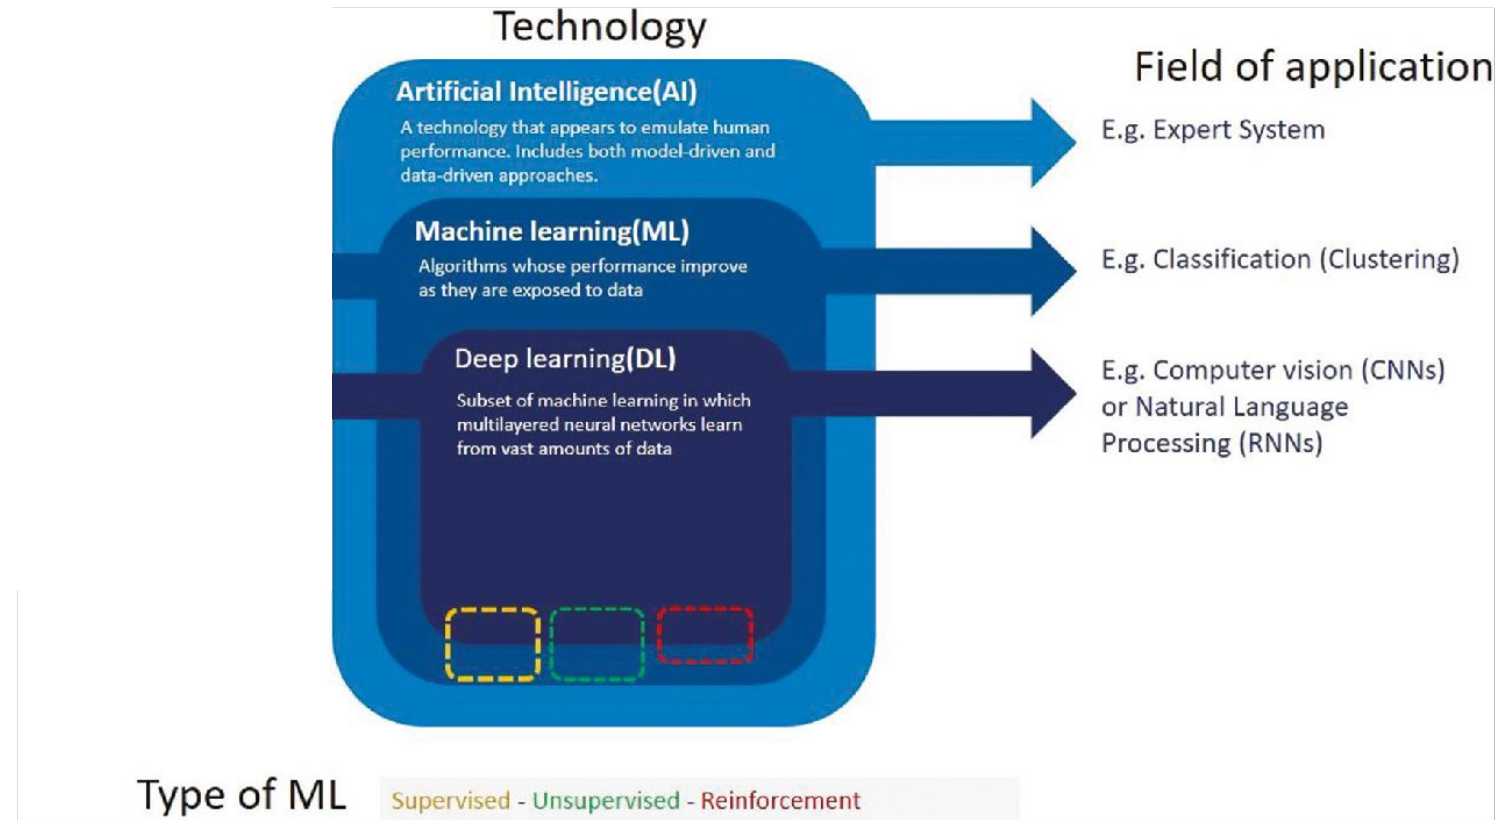 Technology
Field of application
Artificial Intelligence(AI)
A technology that appears to emulate human
performance. Includes both model-driven and
data-driven approaches.
E.g. Expert System
Machine learning(ML)
Algorithms whose performance improve
as they are exposed to data
E.g. Classification (Clustering)
Deep learning(DL)
Subset of machine learning in which
multilayered neural networks learn
from vast amounts of data
E.g. Computer vision (CNNs)
or Natural Language
Processing (RNNs)
Type of ML
Supervised - Unsupervised - Reinforcement